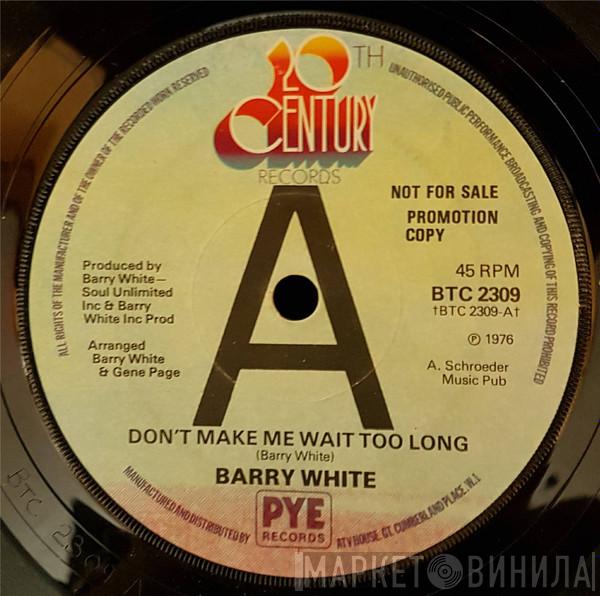 20TH
CENTURY
RECORDS
ALL RIGHTS OF THE MANUFACTURER AND OF THE OWNER OF THE RECORDED WORK RESERVED
UNAUTHORISED PUBLIC PERFORMANCE BROADCASTING AND COPYING OF THIS RECORD PROHIBITED
A
NOT FOR SALE
PROMOTION
COPY
Produced by
Barry White—
Soul Unlimited
Inc & Barry
White Inc Prod
Arranged
Barry White
& Gene Page
45 RPM
BTC 2309
†BTC 2309-A†
℗ 1976
A. Schroeder
Music Pub
DON'T MAKE ME WAIT TOO LONG
(Barry White)
BARRY WHITE
MANUFACTURED AND DISTRIBUTED BY
PYE
RECORDS
ATV HOUSE, GT. CUMBERLAND PLACE, W.1.
BTC 2309 A
МАРКЕТ ВИНИЛА